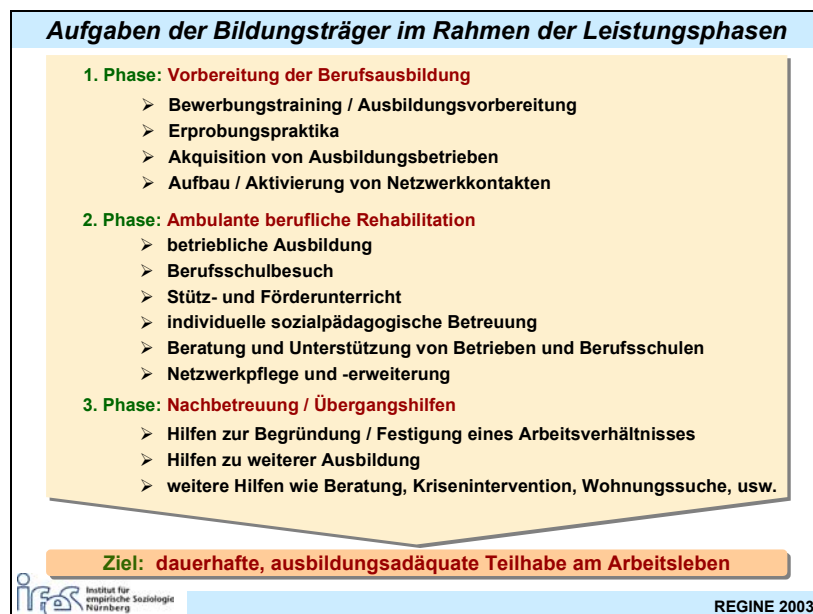 Aufgaben der Bildungsträger im Rahmen der Leistungsphasen
1. Phase: Vorbereitung der Berufsausbildung
➢ Bewerbungstraining / Ausbildungsvorbereitung
➢ Erprobungspraktika
➢ Akquisition von Ausbildungsbetrieben
➢ Aufbau / Aktivierung von Netzwerkkontakten
2. Phase: Ambulante berufliche Rehabilitation
➢ betriebliche Ausbildung
➢ Berufsschulbesuch
➢ Stütz- und Förderunterricht
➢ individuelle sozialpädagogische Betreuung
➢ Beratung und Unterstützung von Betrieben und Berufsschulen
➢ Netzwerkpflege und -erweiterung
3. Phase: Nachbetreuung / Übergangshilfen
➢ Hilfen zur Begründung / Festigung eines Arbeitsverhältnisses
➢ Hilfen zu weiterer Ausbildung
➢ weitere Hilfen wie Beratung, Krisenintervention, Wohnungssuche, usw.
Ziel: dauerhafte, ausbildungsadäquate Teilhabe am Arbeitsleben
ifes
Institut für
empirische Soziologie
Nürnberg
REGINE 2003